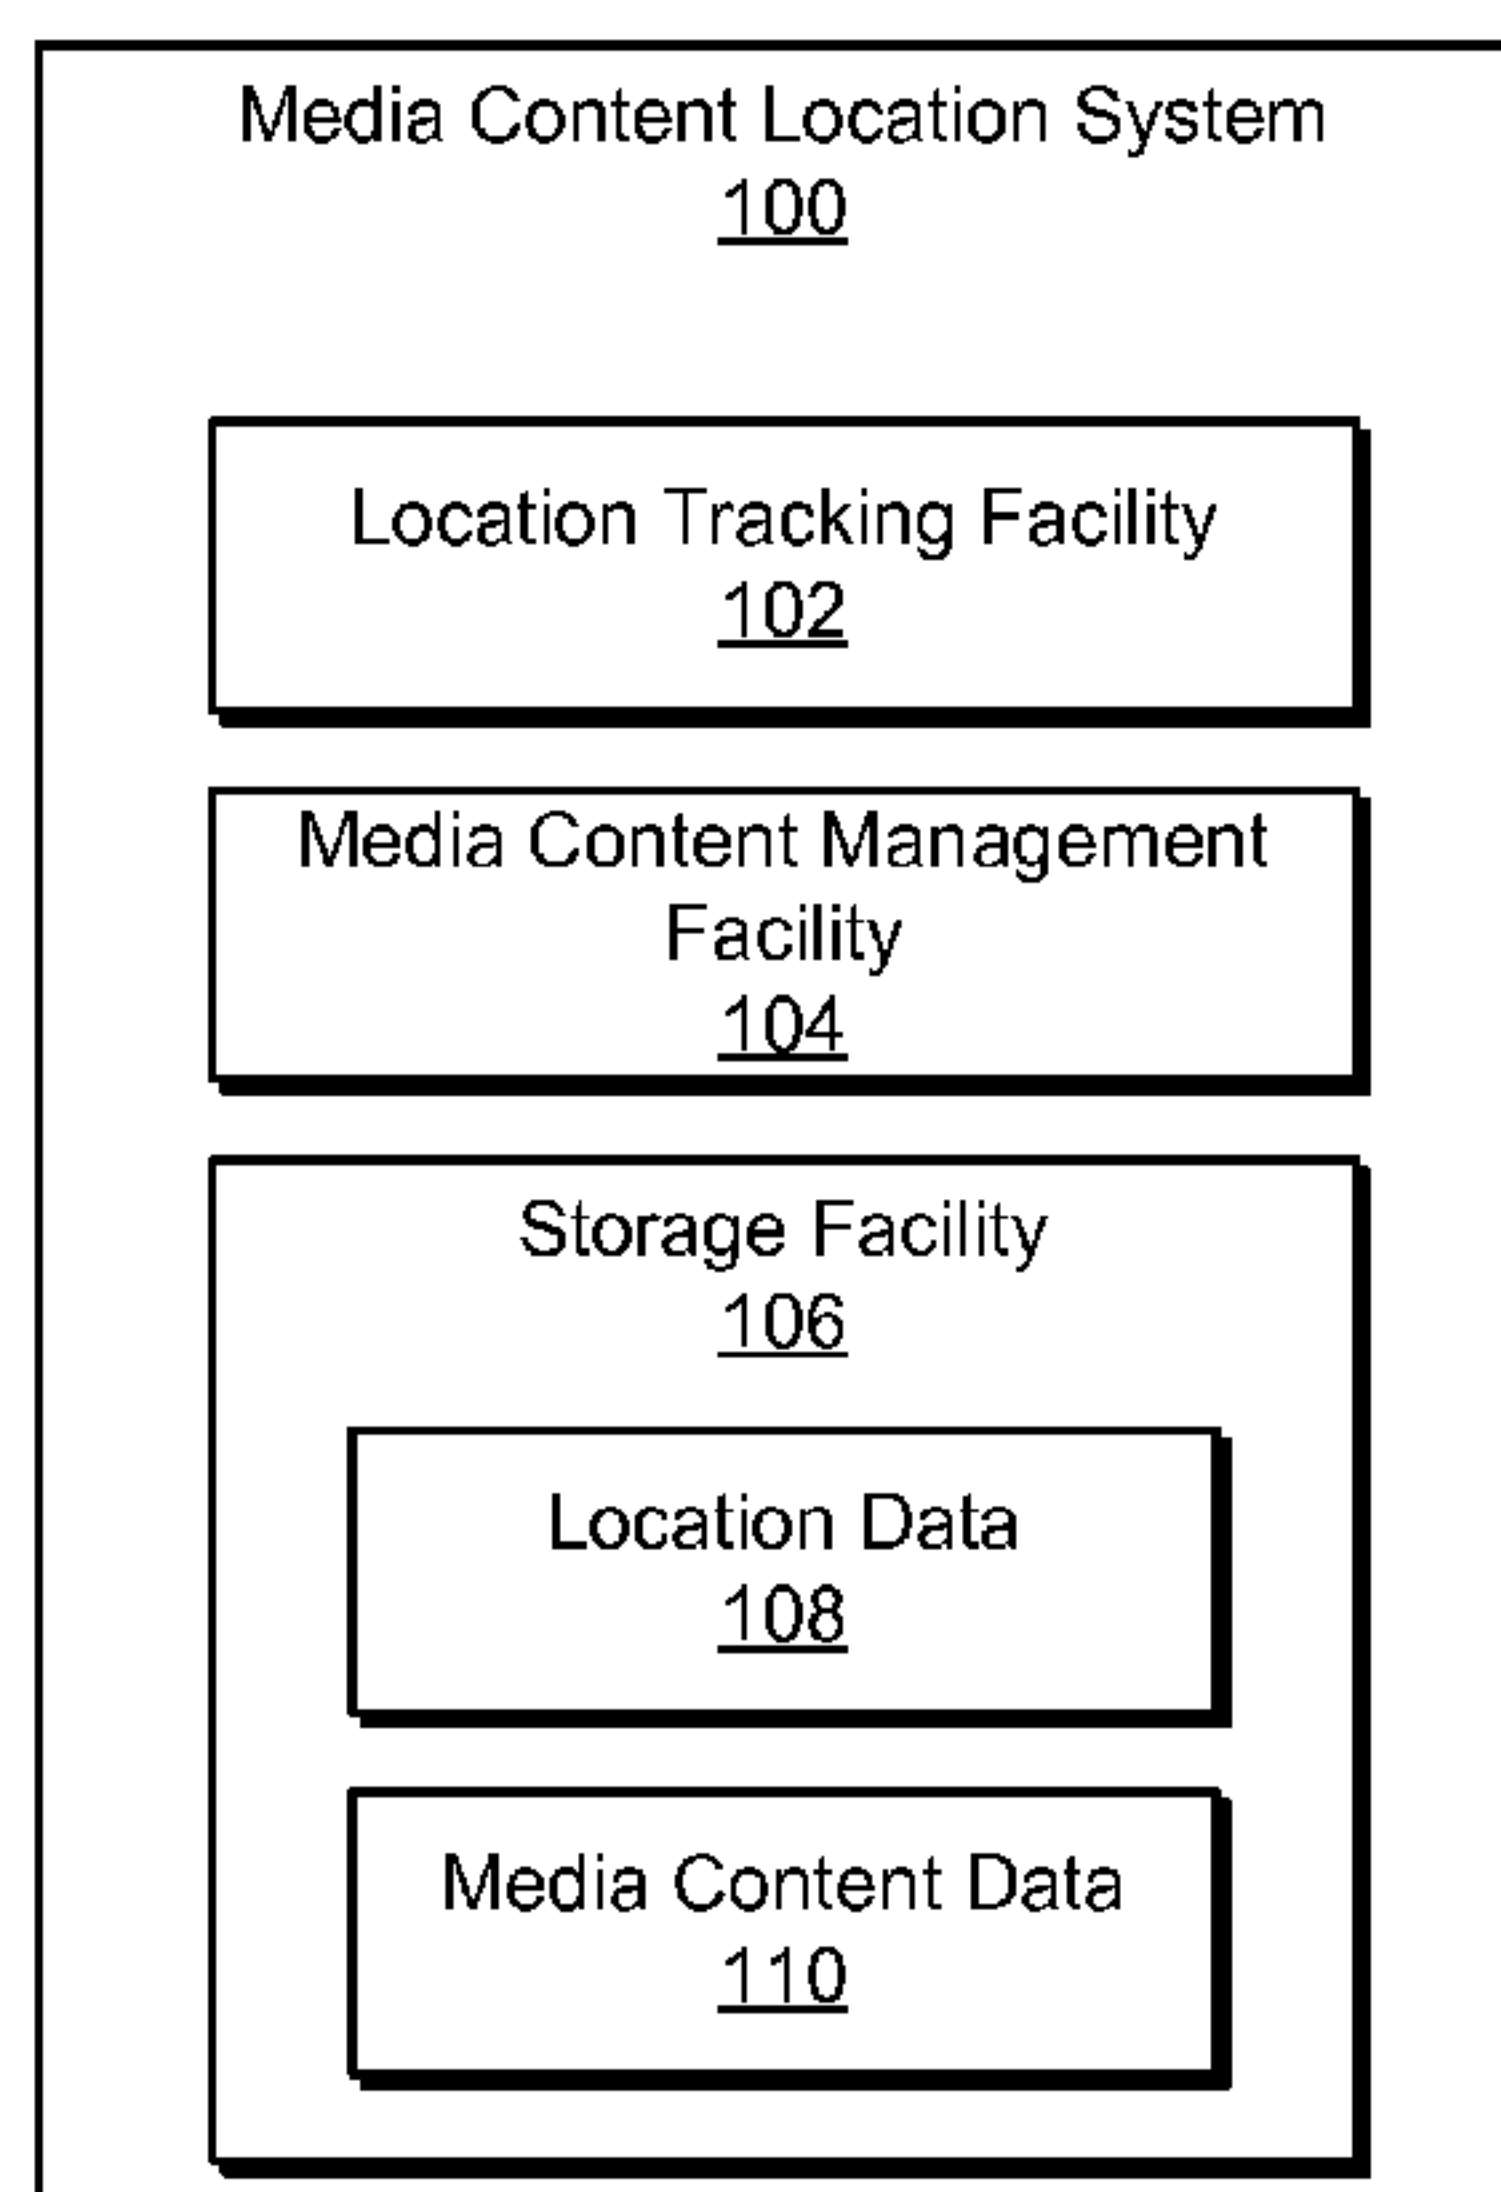 Media Content Location System
100
Location Tracking Facility
102
Media Content Management
Facility
104
Storage Facility
106
Location Data
108
Media Content Data
110